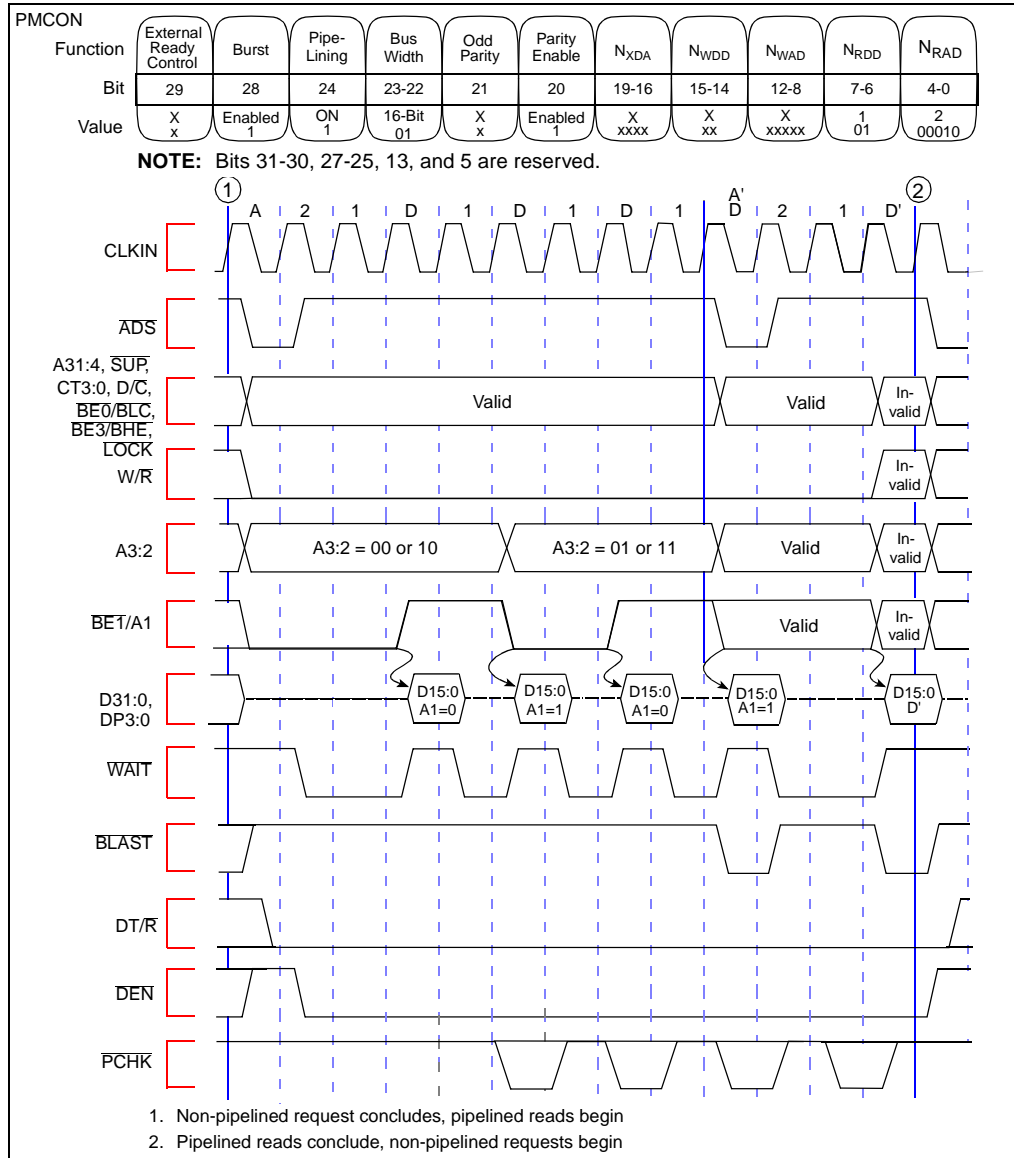 PMCON
Function External Ready Control Burst Pipe-Lining Bus Width Odd Parity Parity Enable NXDA NWDD NWAD NRDD NRAD
Bit 29 28 24 23-22 21 20 19-16 15-14 12-8 7-6 4-0
Value X x Enabled 1 ON 1 16-Bit 01 X x Enabled 1 X xxxx X xx X xxxxx 1 01 2 00010
NOTE: Bits 31-30, 27-25, 13, and 5 are reserved.
1 2
A 2 1 D 1 D 1 D 1 A' D 2 1 D'
CLKIN
ADS
A31:4, SUP,
CT3:0, D/C,
BE0/BLC,
BE3/BHE,
LOCK
Valid Valid In-valid
W/R In-valid
A3:2 A3:2 = 00 or 10 A3:2 = 01 or 11 Valid In-valid
BE1/A1 Valid In-valid
D31:0,
DP3:0
D15:0 D15:0 D15:0 D15:0 D15:0
A1=0 A1=1 A1=0 A1=1 D'
WAIT
BLAST
DT/R
DEN
PCHK
1. Non-pipelined request concludes, pipelined reads begin
2. Pipelined reads conclude, non-pipelined requests begin